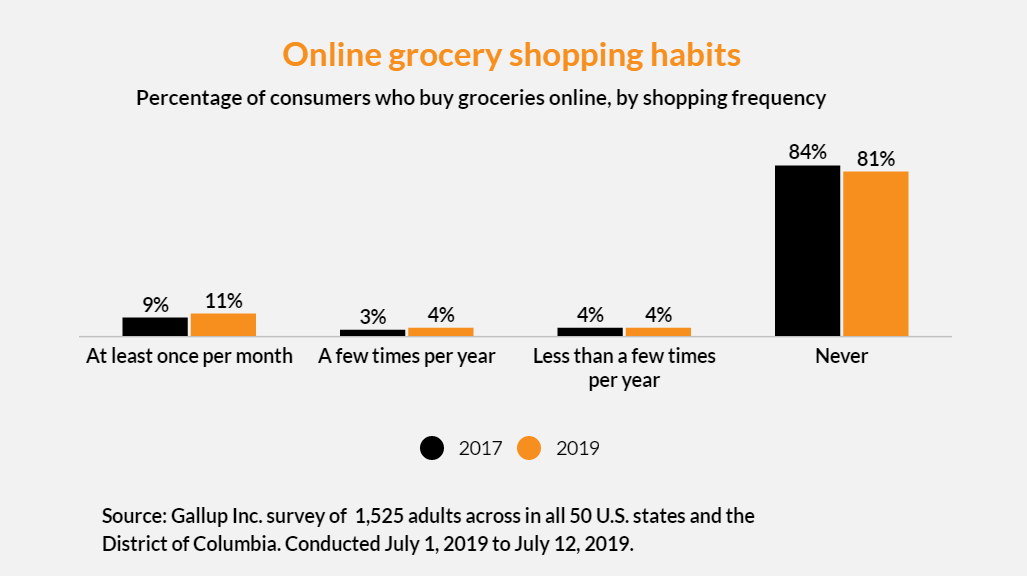 Online grocery shopping habits
Percentage of consumers who buy groceries online, by shopping frequency
84%
81%
9%
11%
3%
4%
4%
4%
At least once per month
A few times per year
Less than a few times
per year
Never
2017
2019
Source: Gallup Inc. survey of 1,525 adults across in all 50 U.S. states and the
District of Columbia. Conducted July 1, 2019 to July 12, 2019.